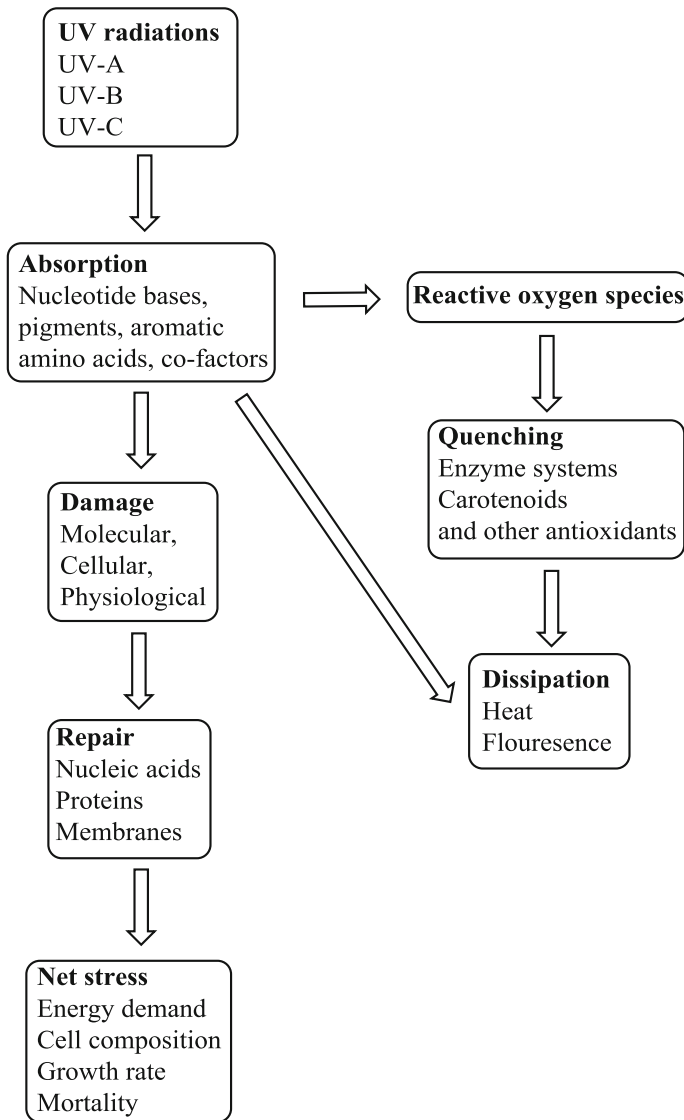 UV radiations
UV-A
UV-B
UV-C
Absorption
Nucleotide bases,
pigments, aromatic
amino acids, co-factors
Reactive oxygen species
Quenching
Enzyme systems
Carotenoids
and other antioxidants
Damage
Molecular,
Cellular,
Physiological
Dissipation
Heat
Flouresence
Repair
Nucleic acids
Proteins
Membranes
Net stress
Energy demand
Cell composition
Growth rate
Mortality